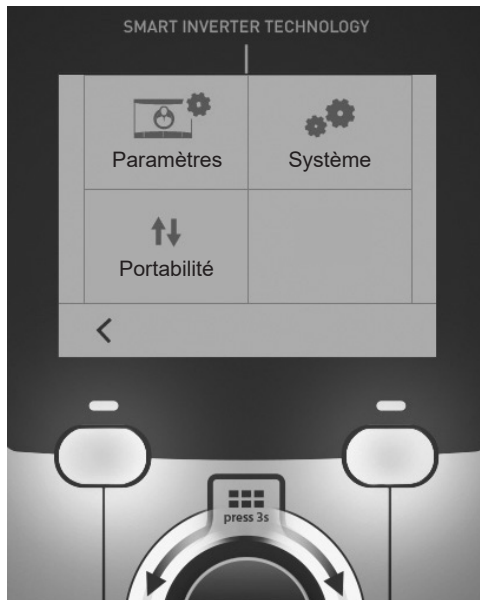 SMART INVERTER TECHNOLOGY
Paramètres
Système
Portabilité
press 3s